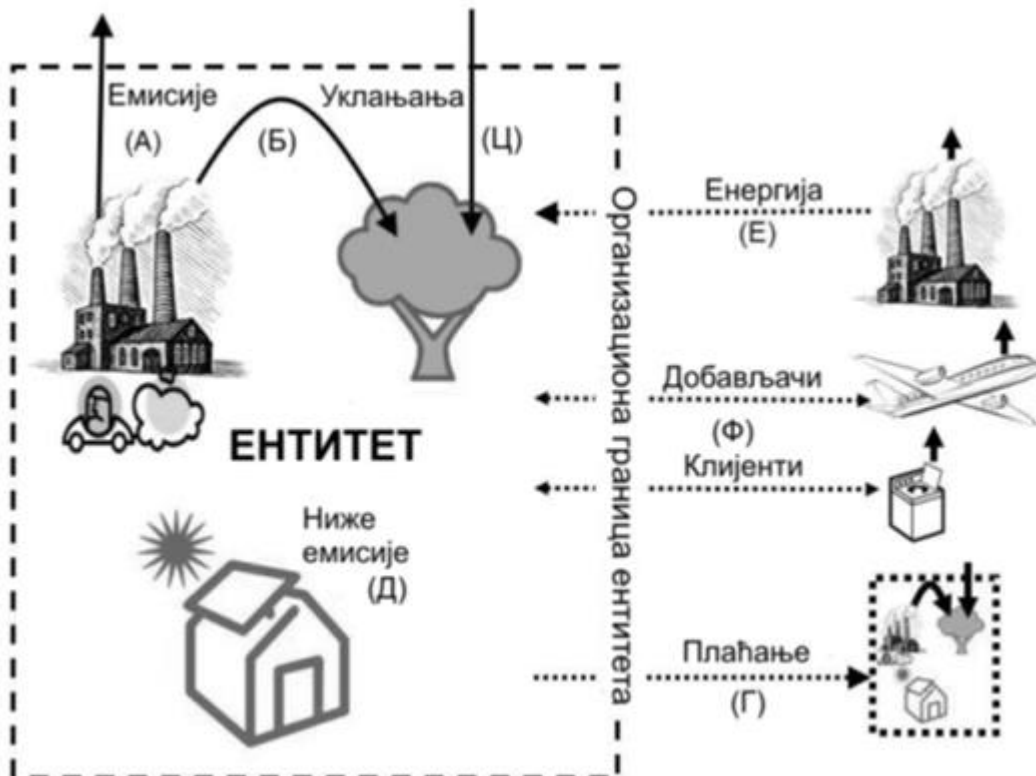 Емисије
(А)
(Б)
Уклањања
(Ц)
Организациона граница ентитета
Енергија
(Е)
Добављачи
(Ф)
Клијенти
ЕНТИТЕТ
Ниже
емисије
(Д)
Плаћање
(Г)